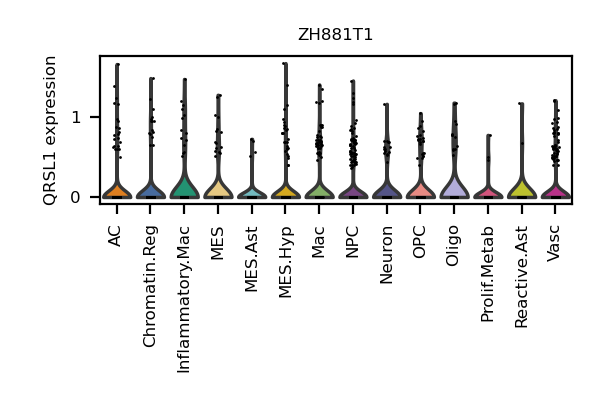 ZH881T1
QRSL1 expression
1
0
AC
Chromatin.Reg
Inflammatory.Mac
MES
MES.Ast
MES.Hyp
Mac
NPC
Neuron
OPC
Oligo
Prolif.Metab
Reactive.Ast
Vasc